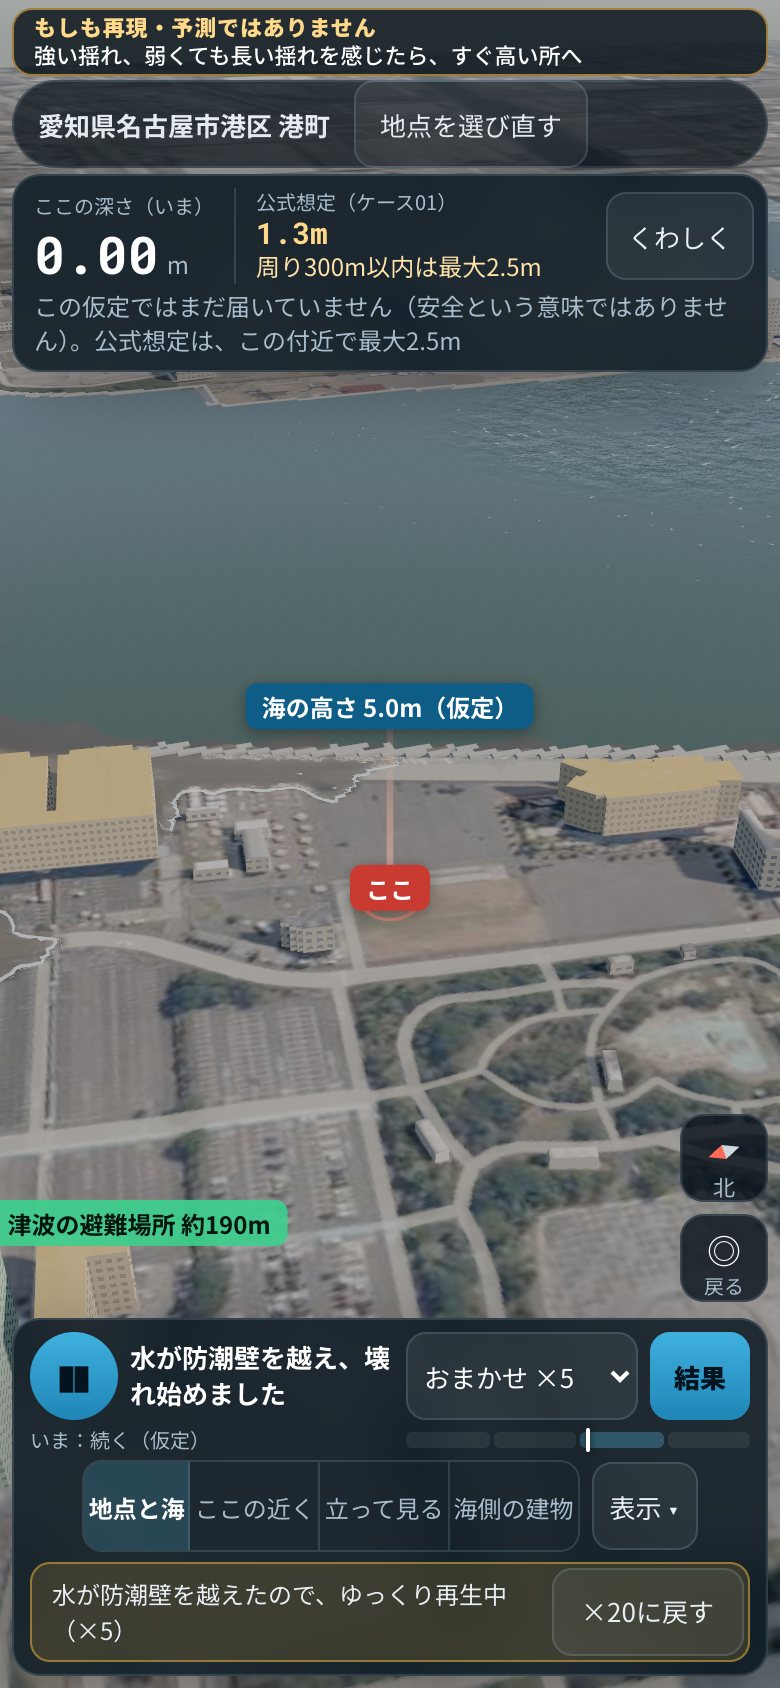 もしも再現・予測ではありません
強い揺れ、弱くても長い揺れを感じたら、すぐ高い所へ
愛知県名古屋市港区 港町
地点を選び直す
ここの深さ（いま）
0.00 m
公式想定（ケース01）
1.3m
周り300m以内は最大2.5m
くわしく
この仮定ではまだ届いていません（安全という意味ではありませ
ん）。公式想定は、この付近で最大2.5m
海の高さ 5.0m（仮定）
ここ
北
戻る
津波の避難場所 約190m
水が防潮壁を越え、壊
れ始めました
おまかせ ×5
結果
いま：続く（仮定）
地点と海
ここの近く
立って見る
海側の建物
表示 ▾
水が防潮壁を越えたので、ゆっくり再生中
（×5）
×20に戻す